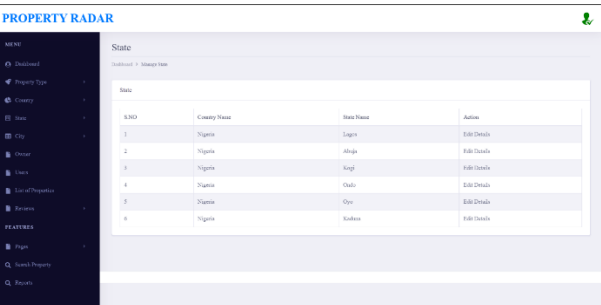 PROPERTY RADAR
MENU
Dashboard
Property Type
Country
State
City
Owner
Users
List of Properties
Reviews
FEATURES
Pages
Search Property
Reports
State
Dashboard > Manage State
State
S.NO Country Name State Name Action
1 Nigeria Lagos Edit Details
2 Nigeria Abuja Edit Details
3 Nigeria Kogi Edit Details
4 Nigeria Ondo Edit Details
5 Nigeria Oyo Edit Details
6 Nigeria Kaduna Edit Details